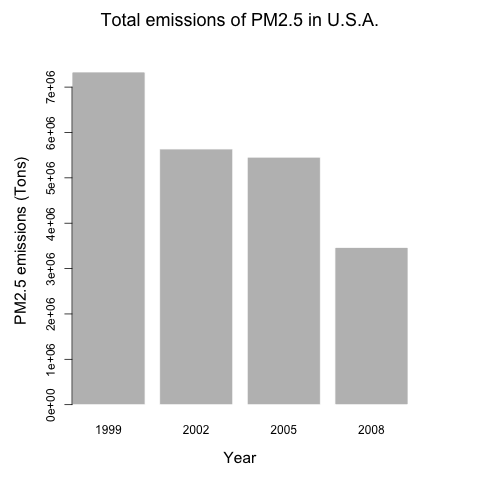 Total emissions of PM2.5 in U.S.A.
PM2.5 emissions (Tons)
7e+06
6e+06
5e+06
4e+06
3e+06
2e+06
1e+06
0e+00
1999 2002 2005 2008
Year